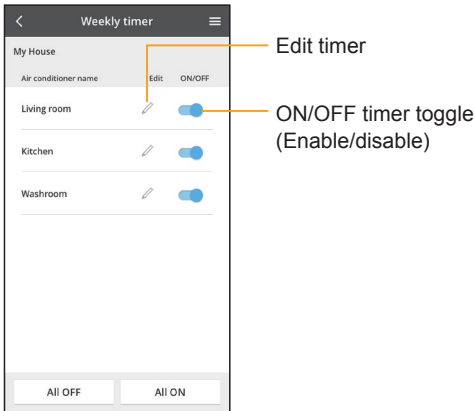 Weekly timer
My House
Air conditioner name Edit ON/OFF
Living room
Kitchen
Washroom
All OFF All ON
Edit timer
ON/OFF timer toggle
(Enable/disable)